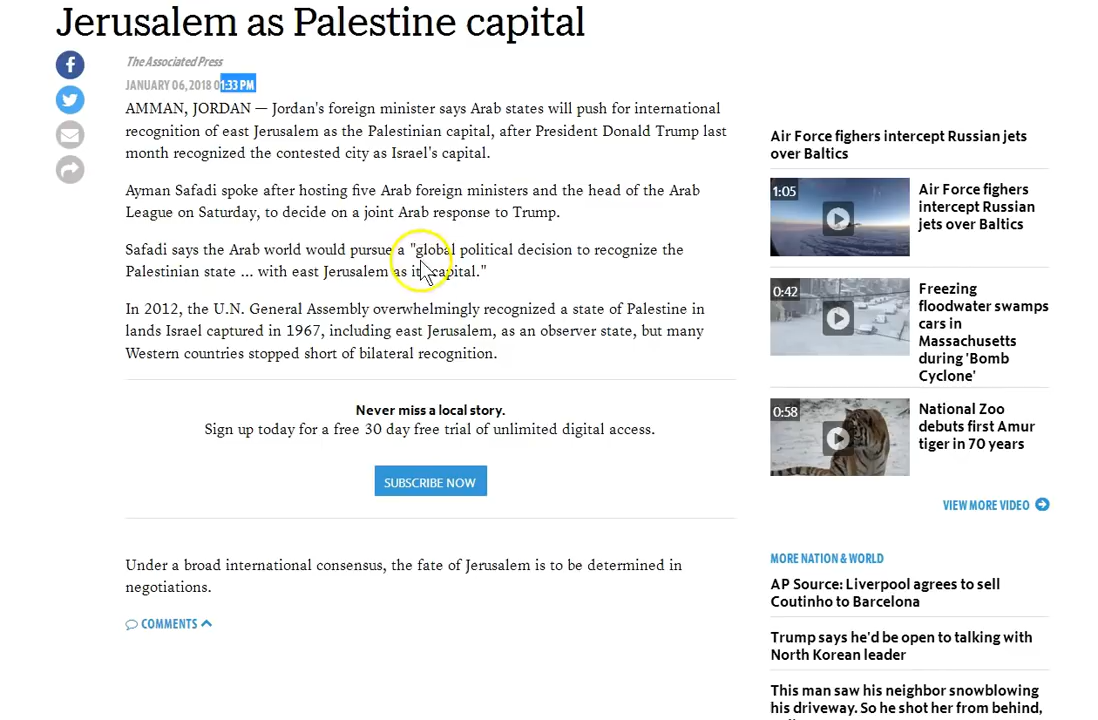 Jerusalem as Palestine capital
The Associated Press
JANUARY 06, 2018 01:33 PM
AMMAN, JORDAN — Jordan's foreign minister says Arab states will push for international
recognition of east Jerusalem as the Palestinian capital, after President Donald Trump last
month recognized the contested city as Israel's capital.
Ayman Safadi spoke after hosting five Arab foreign ministers and the head of the Arab
League on Saturday, to decide on a joint Arab response to Trump.
Safadi says the Arab world would pursue a "global political decision to recognize the
Palestinian state ... with east Jerusalem as its capital."
In 2012, the U.N. General Assembly overwhelmingly recognized a state of Palestine in
lands Israel captured in 1967, including east Jerusalem, as an observer state, but many
Western countries stopped short of bilateral recognition.
Never miss a local story.
Sign up today for a free 30 day free trial of unlimited digital access.
SUBSCRIBE NOW
Under a broad international consensus, the fate of Jerusalem is to be determined in
negotiations.
COMMENTS
Air Force fighers intercept Russian jets
over Baltics
1:05
Air Force fighers
intercept Russian
jets over Baltics
0:42
Freezing
floodwater swamps
cars in
Massachusetts
during 'Bomb
Cyclone'
0:58
National Zoo
debuts first Amur
tiger in 70 years
VIEW MORE VIDEO
MORE NATION & WORLD
AP Source: Liverpool agrees to sell
Coutinho to Barcelona
Trump says he'd be open to talking with
North Korean leader
This man saw his neighbor snowblowing
his driveway. So he shot her from behind,